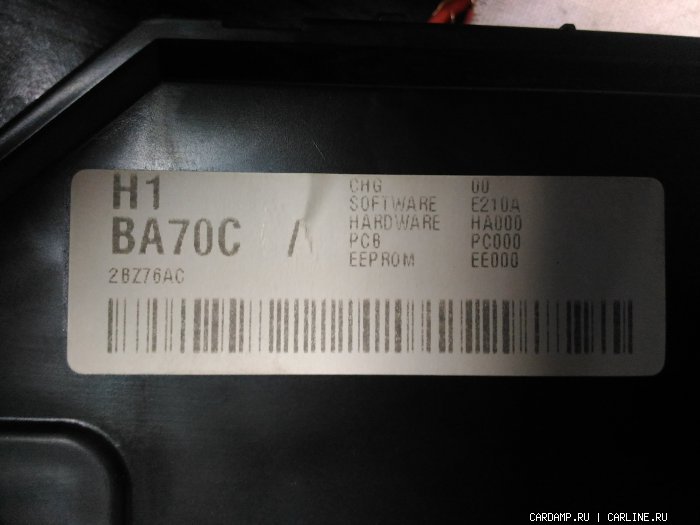 H1
BA70C A
2BZ76AC
CHG 00
SOFTWARE E210A
HARDWARE HA000
PCB PC000
EEPROM EE000
CARDAMP.RU | CARLINE.RU